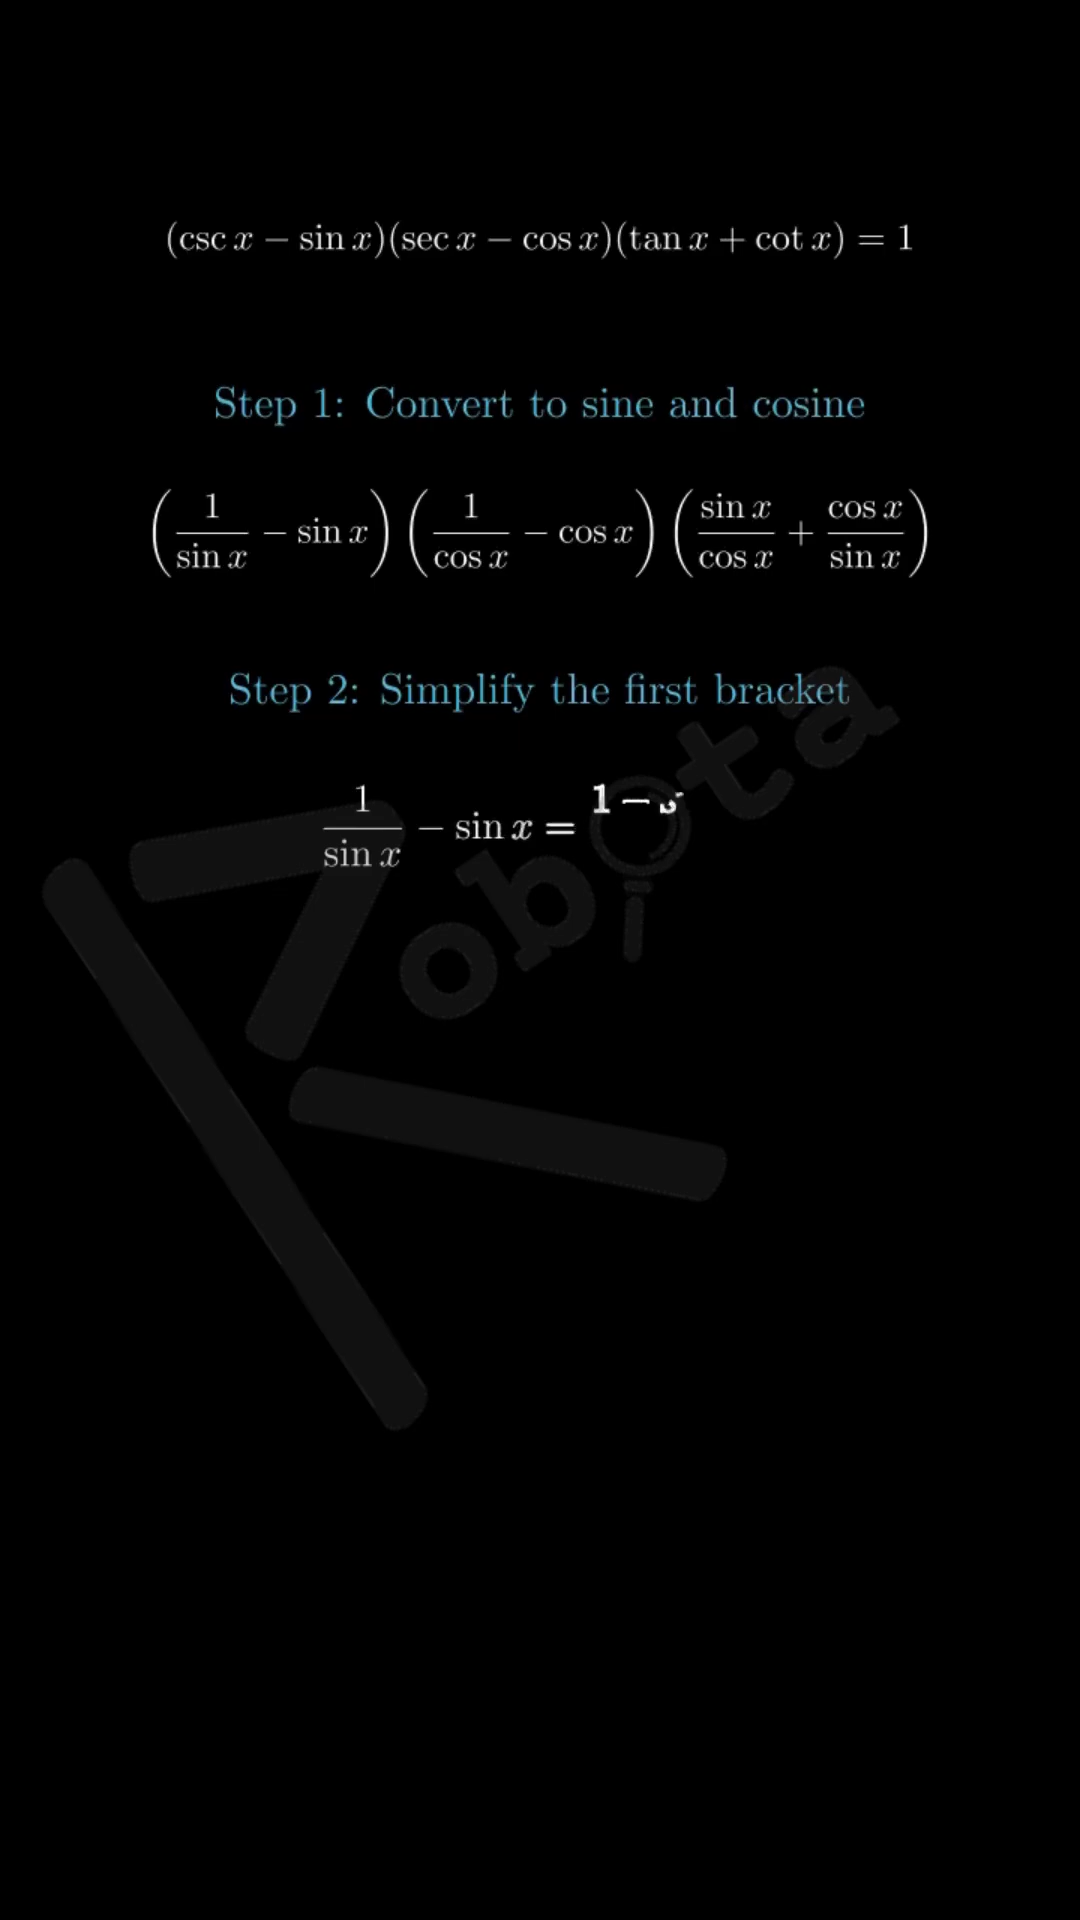 (csc x − sin x)(sec x − cos x)(tan x + cot x) = 1
Step 1: Convert to sine and cosine
(1/sin x − sin x) (1/cos x − cos x) (sin x/cos x + cos x/sin x)
Step 2: Simplify the first bracket
1/sin x − sin x = 1 −
obota